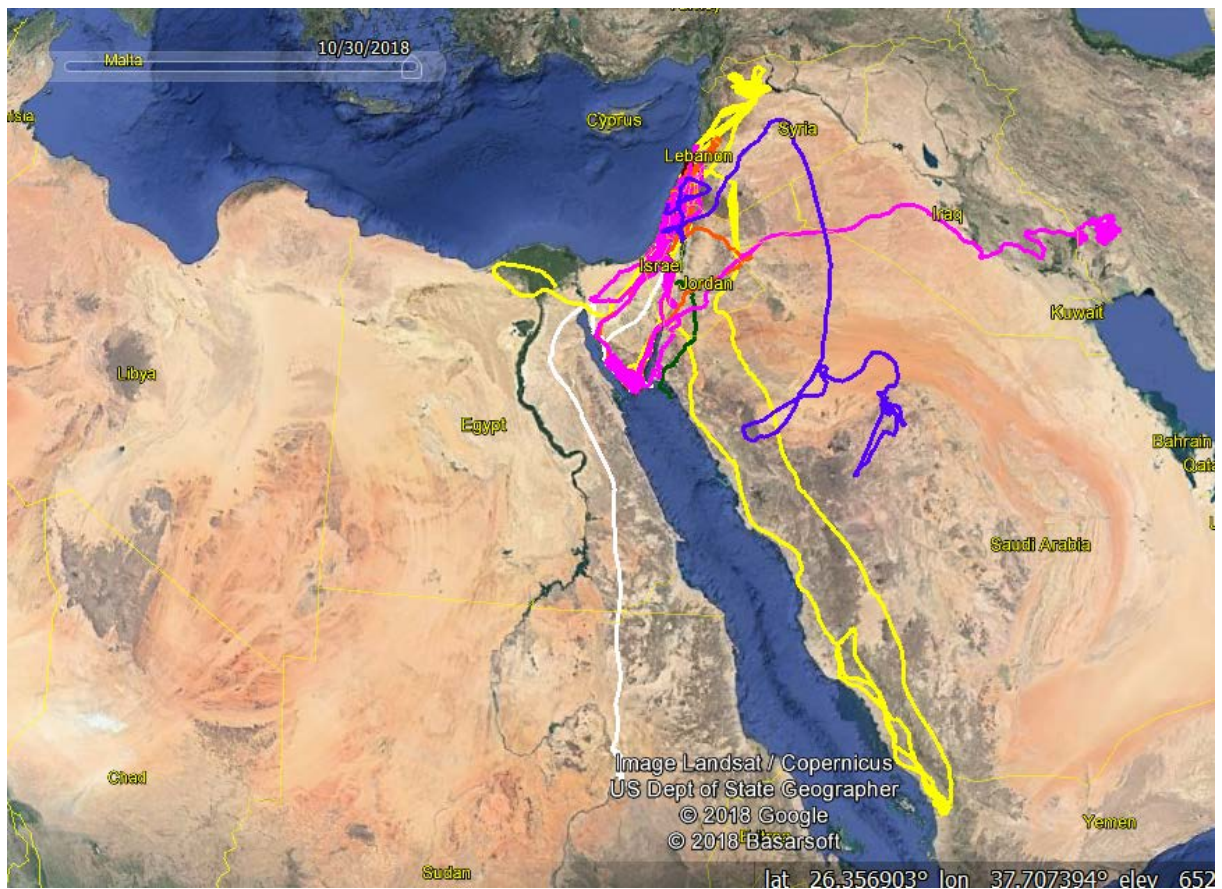 10/30/2018
Malta
Cyprus
Syria
Lebanon
Iraq
Israel
Jordan
Kuwait
Libya
Egypt
Bahrain
Saudi Arabia
Image Landsat / Copernicus
US Dept of State Geographer
© 2018 Google
© 2018 Basarsoft
Chad
Yemen
Sudan
lat 26.356903° lon 37.707394° elev 652